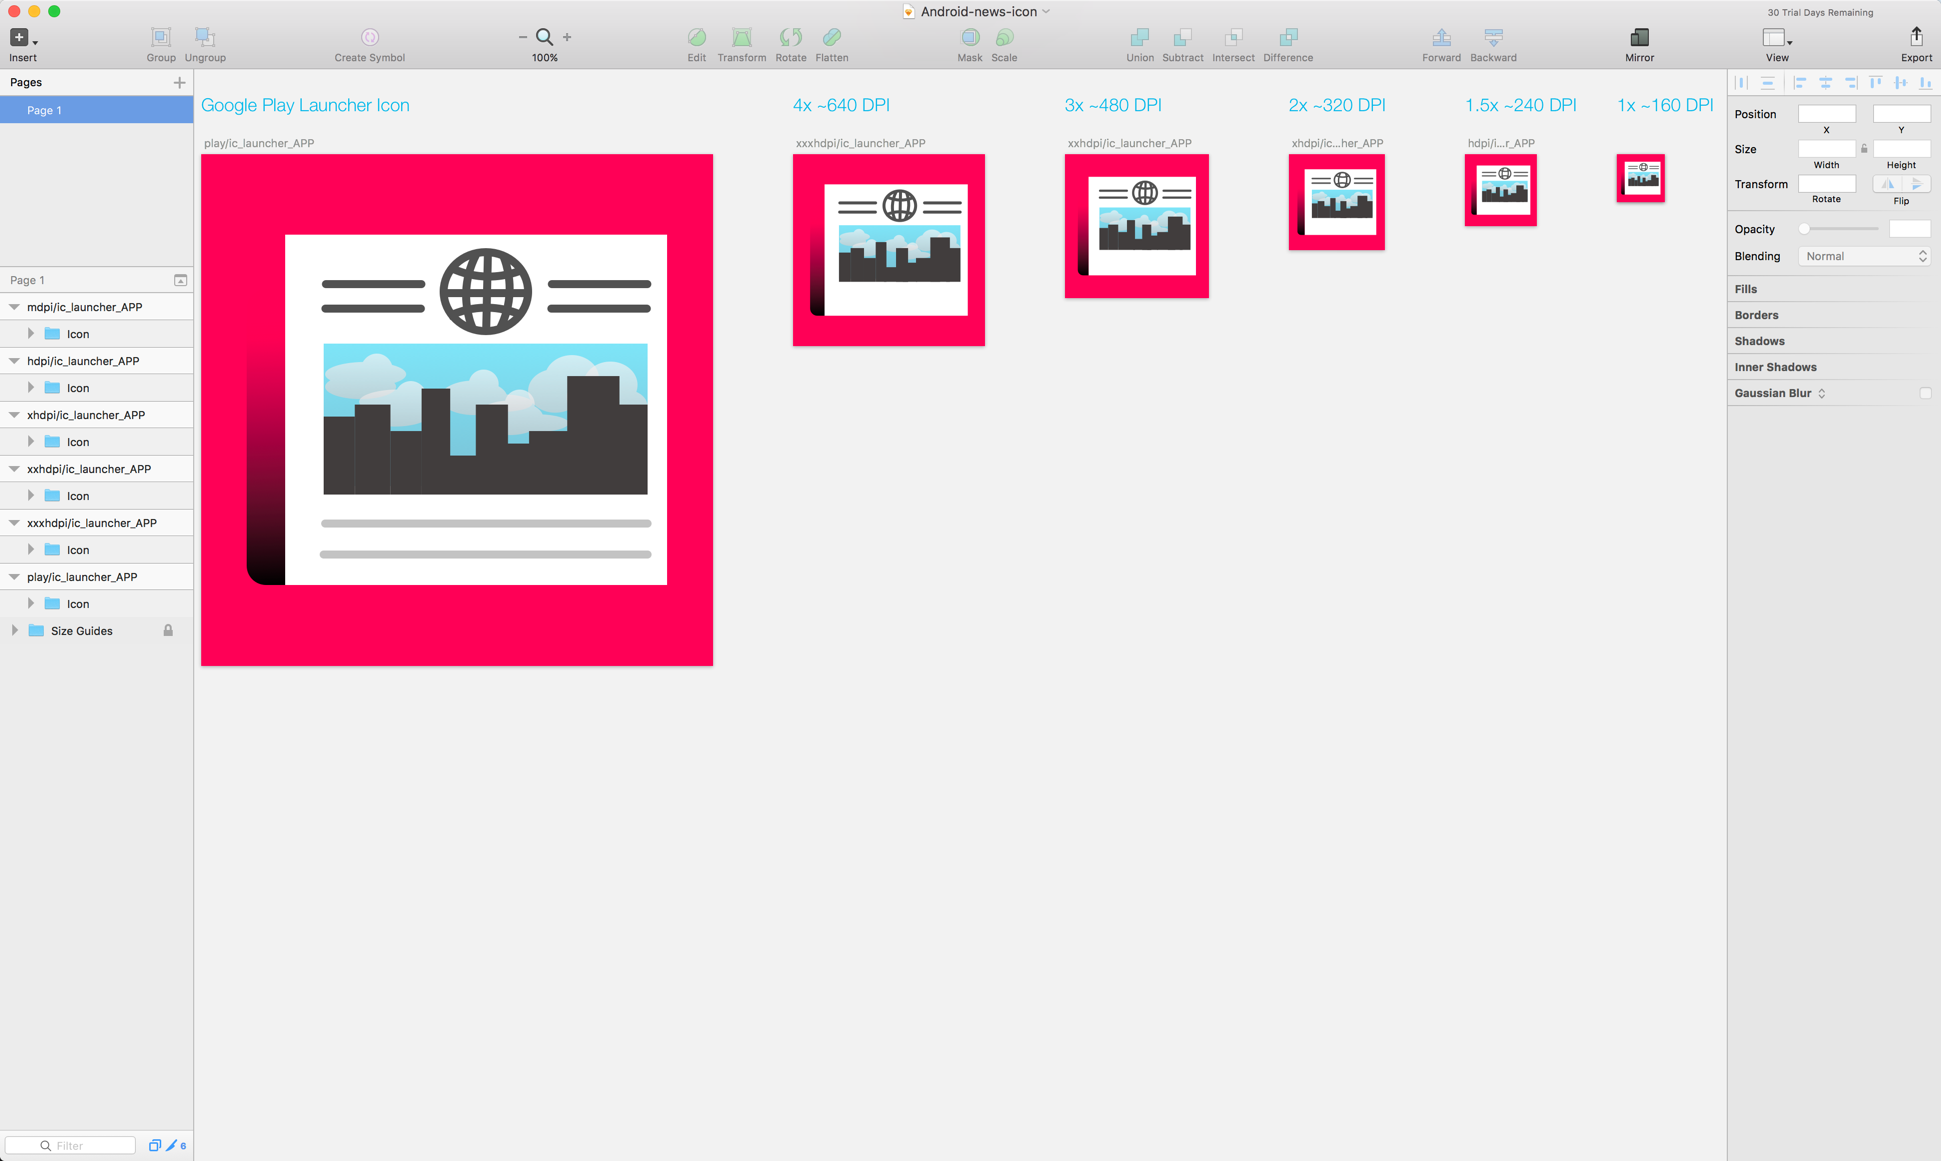 Android-news-icon
30 Trial Days Remaining
Insert
Group
Ungroup
Create Symbol
100%
Edit
Transform
Rotate
Flatten
Mask
Scale
Union
Subtract
Intersect
Difference
Forward
Backward
Mirror
View
Export
Pages
Page 1
Page 1
mdpi/ic_launcher_APP
Icon
hdpi/ic_launcher_APP
Icon
xhdpi/ic_launcher_APP
Icon
xxhdpi/ic_launcher_APP
Icon
xxxhdpi/ic_launcher_APP
Icon
play/ic_launcher_APP
Icon
Size Guides
Filter
6
Google Play Launcher Icon
play/ic_launcher_APP
4x ~640 DPI
xxxhdpi/ic_launcher_APP
3x ~480 DPI
xxhdpi/ic_launcher_APP
2x ~320 DPI
xhdpi/ic...her_APP
1.5x ~240 DPI
hdpi/i...r_APP
1x ~160 DPI
Position
X
Y
Size
Width
Height
Transform
Rotate
Flip
Opacity
Blending
Normal
Fills
Borders
Shadows
Inner Shadows
Gaussian Blur